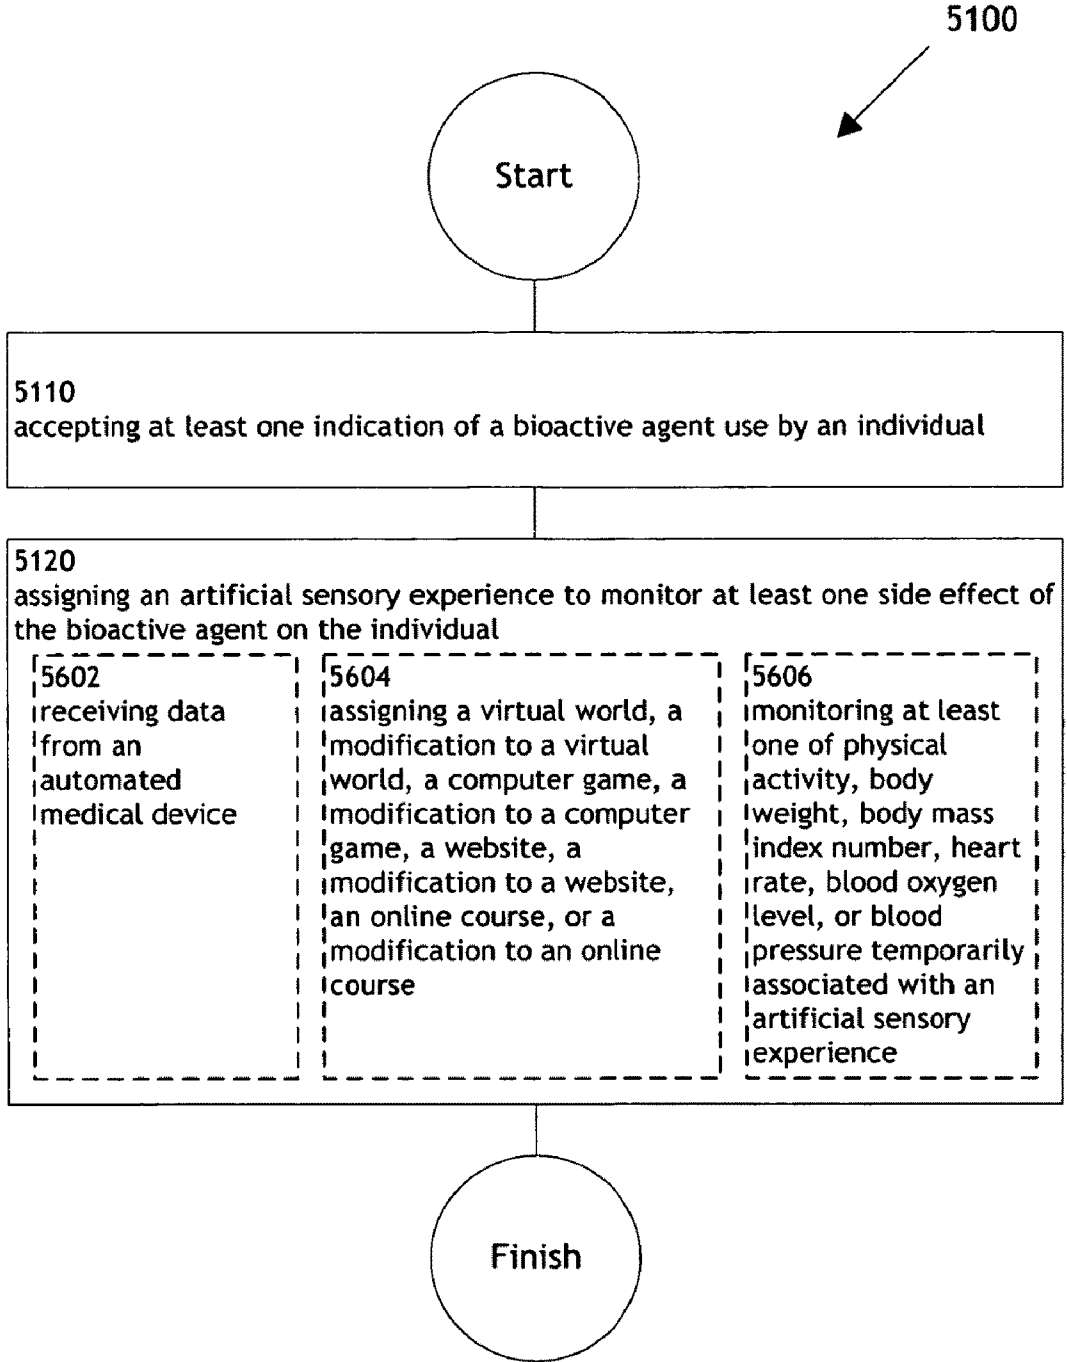 5100
Start
5110
accepting at least one indication of a bioactive agent use by an individual
5120
assigning an artificial sensory experience to monitor at least one side effect of
the bioactive agent on the individual
5602
receiving data
from an
automated
medical device
5604
assigning a virtual world, a
modification to a virtual
world, a computer game, a
modification to a computer
game, a website, a
modification to a website,
an online course, or a
modification to an online
course
5606
monitoring at least
one of physical
activity, body
weight, body mass
index number, heart
rate, blood oxygen
level, or blood
pressure temporarily
associated with an
artificial sensory
experience
Finish